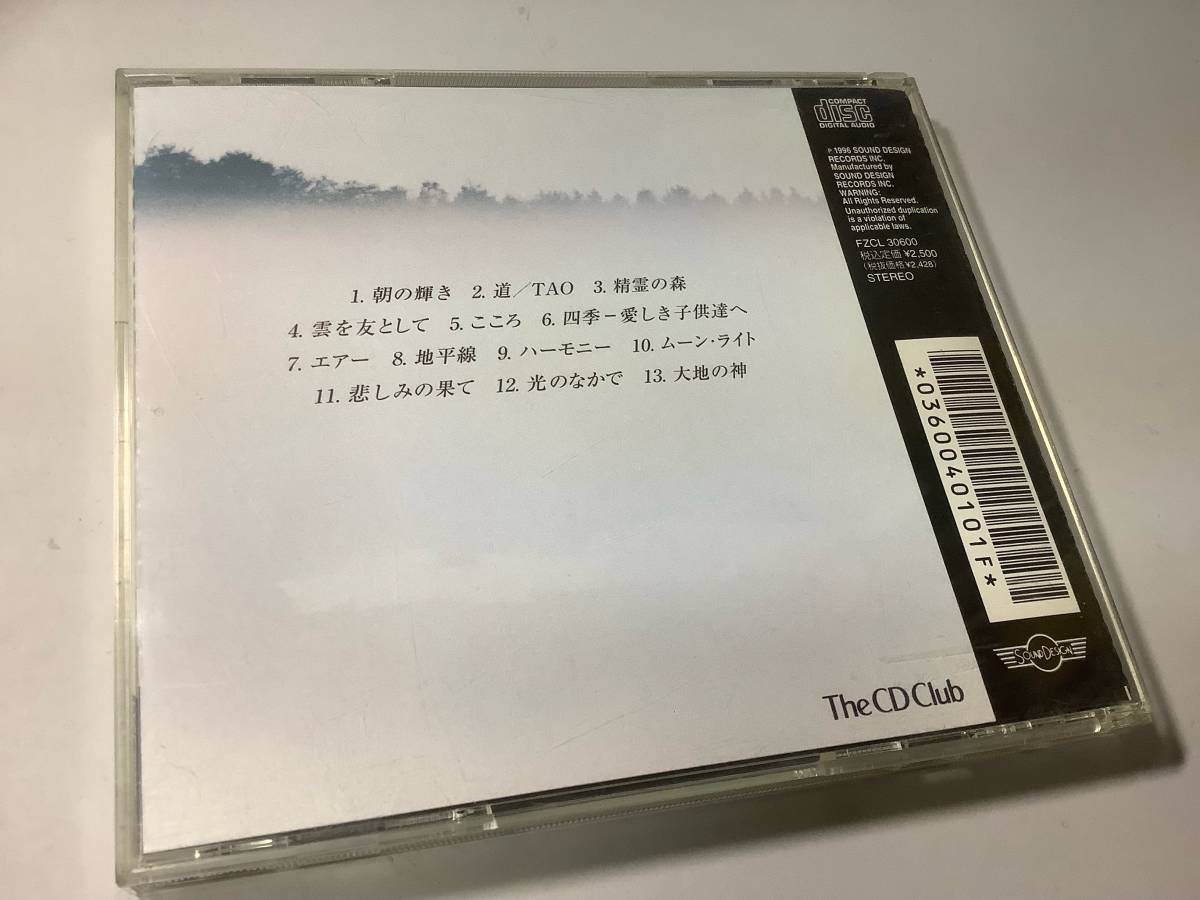 1. 朝の輝き 2. 道／TAO 3. 精霊の森
4. 雲を友として 5. こころ 6. 四季－愛しき子供達へ
7. エアー 8. 地平線 9. ハーモニー 10. ムーン・ライト
11. 悲しみの果て 12. 光のなかで 13. 大地の神
The CD Club
COMPACT
disc
DIGITAL AUDIO
℗ 1996 SOUND DESIGN
RECORDS INC.
Manufactured by
SOUND DESIGN
RECORDS INC.
WARNING:
All Rights Reserved.
Unauthorized duplication
is a violation of
applicable laws.
FZCL 30600
税込定価 ¥2,500
(税抜価格¥2,428)
STEREO
*0360040101F*
SOUND DESIGN